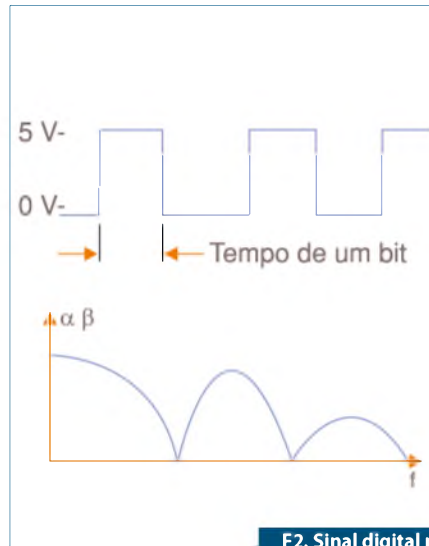 5 V-
0 V-
Tempo de um bit
α β
f
F2. Sinal digital